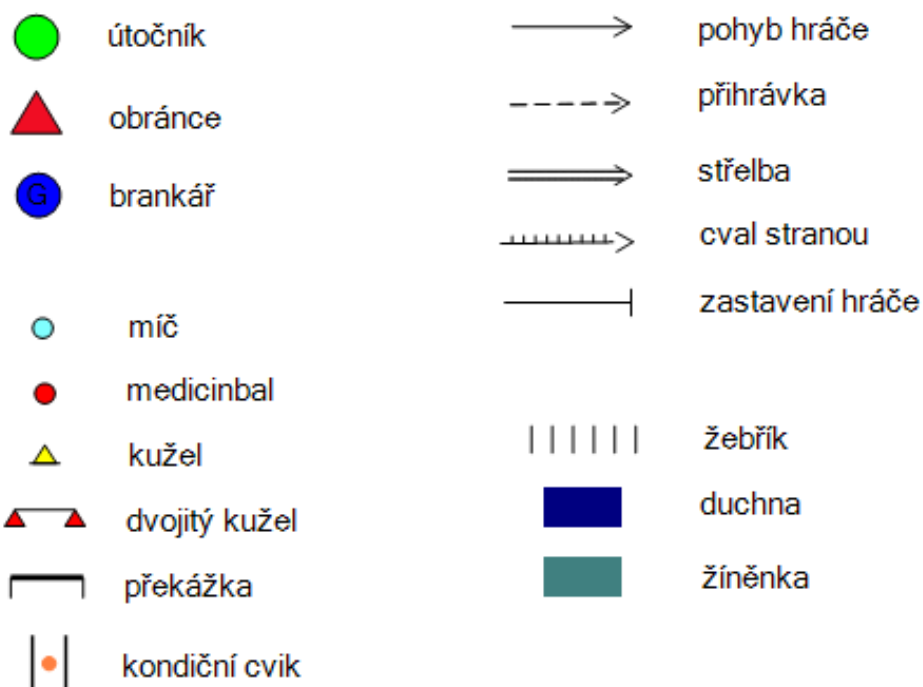 útočník
obránce
G
brankář
míč
medicinbal
kužel
dvojitý kužel
překážka
kondiční cvik
pohyb hráče
přihrávka
střelba
cval stranou
zastavení hráče
žebřík
duchna
žíněnka